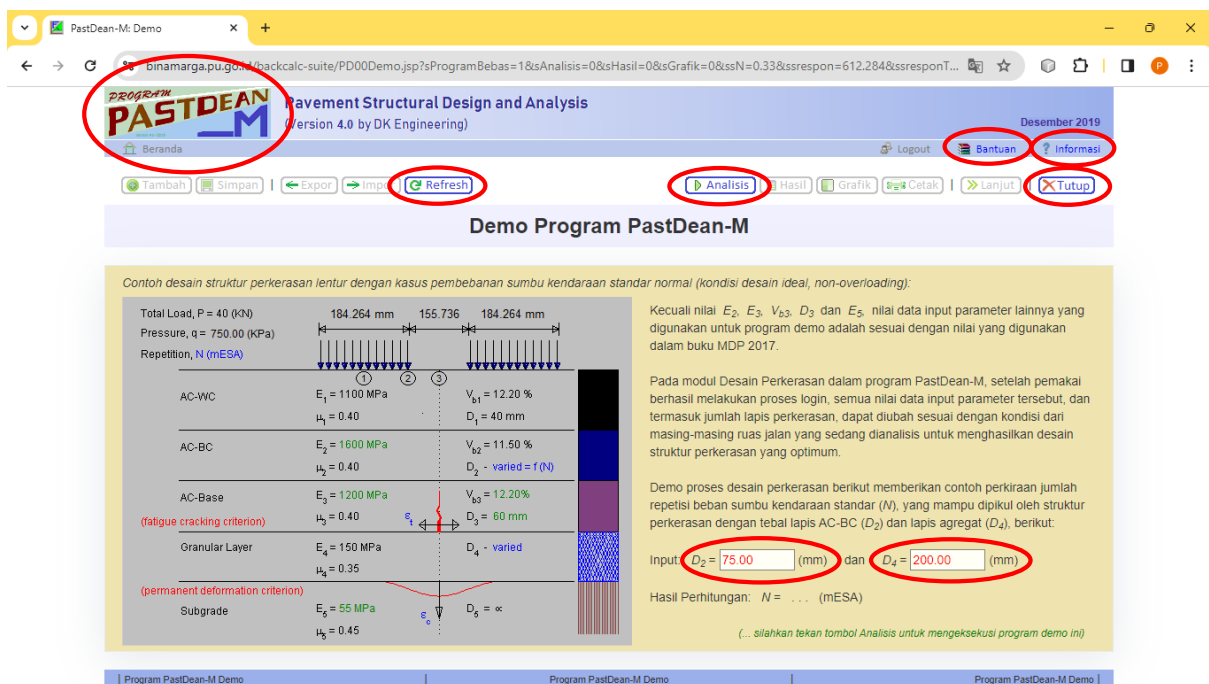 PastDean-M: Demo
binamarga.pu.go.id/backcalc-suite/PD00Demo.jsp?sProgramBebas=1&sAnalisis=0&sHasil=0&sGrafik=0&ssN=0.33&ssrespon=612.284&ssresponT...
P
PROGRAM
PASTDEAN
_M
Pavement Structural Design and Analysis
(Version 4.0 by DK Engineering)
Desember 2019
Beranda
Logout
Bantuan
? Informasi
Tambah
Simpan
Expor
Impor
Refresh
Analisis
Hasil
Grafik
Cetak
Lanjut
Tutup
Demo Program PastDean-M
Contoh desain struktur perkerasan lentur dengan kasus pembebanan sumbu kendaraan standar normal (kondisi desain ideal, non-overloading):
Total Load, P = 40 (KN)
Pressure, q = 750.00 (KPa)
Repetition, N (mESA)
184.264 mm 155.736 184.264 mm
1 2 3
AC-WC E1 = 1100 MPa Vb1 = 12.20 %
μ1 = 0.40 D1 = 40 mm
AC-BC E2 = 1600 MPa Vb2 = 11.50 %
μ2 = 0.40 D2 - varied = f (N)
AC-Base E3 = 1200 MPa Vb3 = 12.20%
(fatigue cracking criterion) μ3 = 0.40 εt D3 = 60 mm
Granular Layer E4 = 150 MPa D4 - varied
μ4 = 0.35
(permanent deformation criterion)
Subgrade E5 = 55 MPa εc D5 = ∝
μ5 = 0.45
Kecuali nilai E2, E3, Vb3, D3 dan E5, nilai data input parameter lainnya yang
digunakan untuk program demo adalah sesuai dengan nilai yang digunakan
dalam buku MDP 2017.
Pada modul Desain Perkerasan dalam program PastDean-M, setelah pemakai
berhasil melakukan proses login, semua nilai data input parameter tersebut, dan
termasuk jumlah lapis perkerasan, dapat diubah sesuai dengan kondisi dari
masing-masing ruas jalan yang sedang dianalisis untuk menghasilkan desain
struktur perkerasan yang optimum.
Demo proses desain perkerasan berikut memberikan contoh perkiraan jumlah
repetisi beban sumbu kendaraan standar (N), yang mampu dipikul oleh struktur
perkerasan dengan tebal lapis AC-BC (D2) dan lapis agregat (D4), berikut:
Input: D2 = 75.00 (mm) dan D4 = 200.00 (mm)
Hasil Perhitungan: N = . . . (mESA)
(... silahkan tekan tombol Analisis untuk mengeksekusi program demo ini)
| Program PastDean-M Demo | Program PastDean-M Demo | Program PastDean-M Demo |